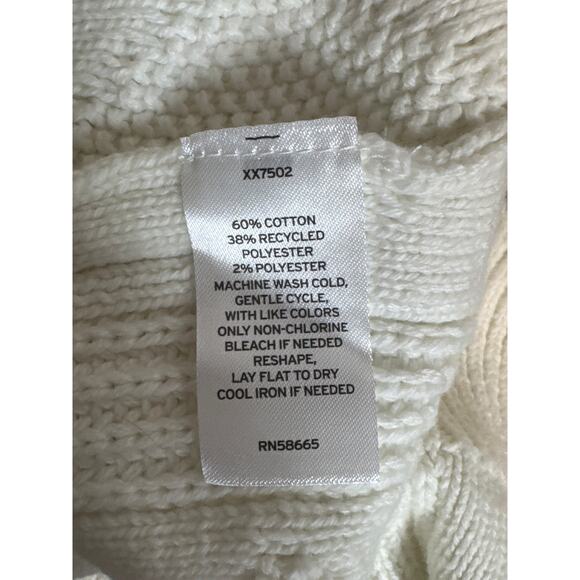 XX7502
60% COTTON
38% RECYCLED
POLYESTER
2% POLYESTER
MACHINE WASH COLD,
GENTLE CYCLE,
WITH LIKE COLORS
ONLY NON-CHLORINE
BLEACH IF NEEDED
RESHAPE,
LAY FLAT TO DRY
COOL IRON IF NEEDED
RN58665